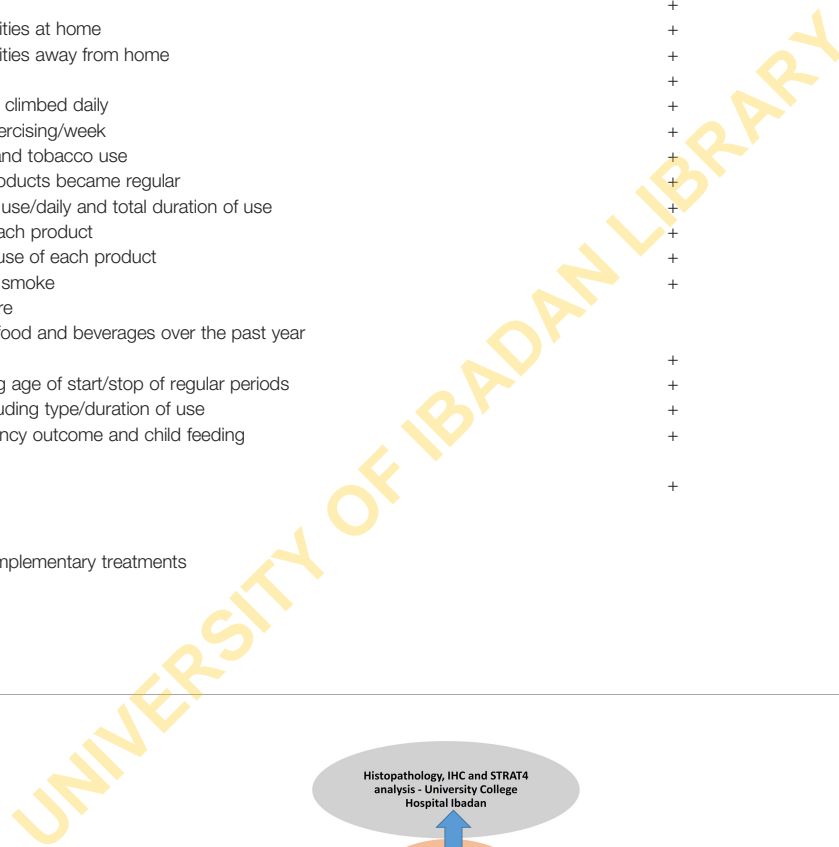 +
ities at home +
ities away from home +
+
climbed daily +
ercising/week +
and tobacco use +
oducts became regular +
use/daily and total duration of use +
ach product +
use of each product +
smoke +
re
food and beverages over the past year
+
g age of start/stop of regular periods +
uding type/duration of use +
ncy outcome and child feeding +
+
mplementary treatments
UNIVERSITY OF IBADAN LIBRARY
Histopathology, IHC and STRAT4
analysis - University College
Hospital Ibadan